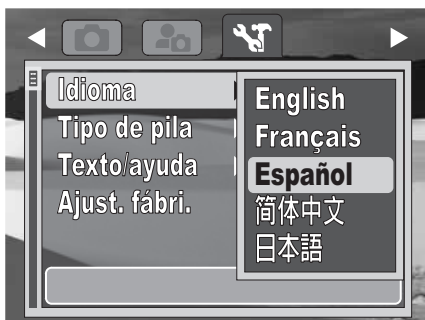 Idioma
Tipo de pila
Texto/ayuda
Ajust. fábri.
English
Français
Español
简体中文
日本語